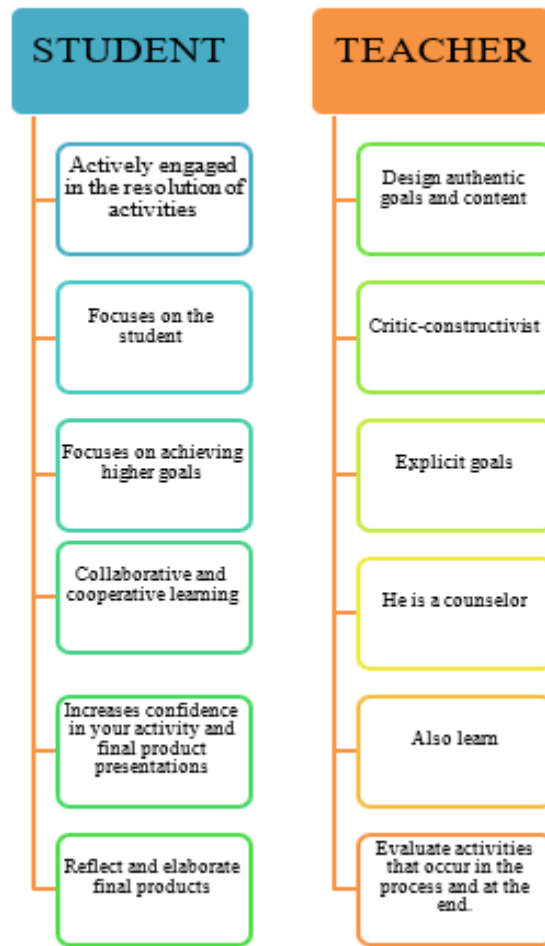 STUDENT
Actively engaged
in the resolution of
activities
Focuses on the
student
Focuses on achieving
higher goals
Collaborative and
cooperative learning
Increases confidence
in your activity and
final product
presentations
Reflect and elaborate
final products
TEACHER
Design authentic
goals and content
Critic-constructivist
Explicit goals
He is a counselor
Also learn
Evaluate activities
that occur in the
process and at the
end.